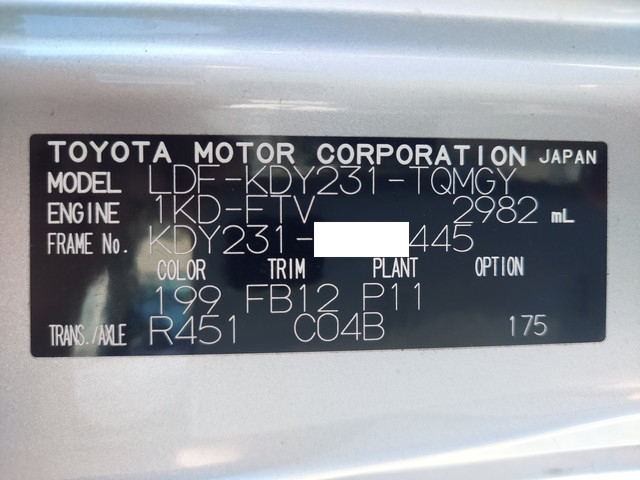 TOYOTA MOTOR CORPORATION JAPAN
MODEL LDF-KDY231-TQMGY
ENGINE 1KD-FTV 2982 mL
FRAME No. KDY231- 445
COLOR TRIM PLANT OPTION
199 FB12 P11
TRANS./AXLE R451 C04B 175